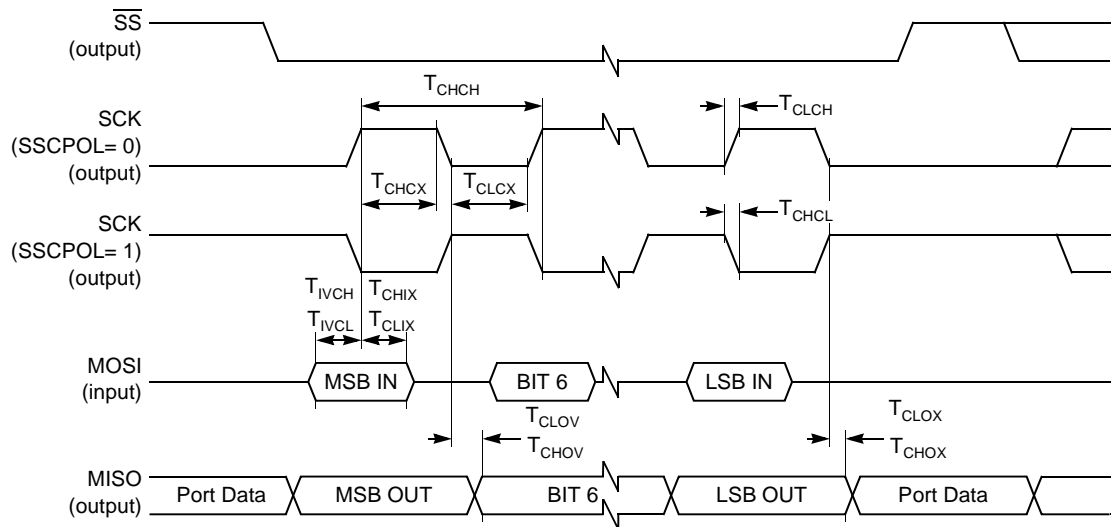 SS
(output)
T_CHCH
SCK
(SSCPOL= 0)
(output)
T_CLCH
T_CHCX
T_CLCX
SCK
(SSCPOL= 1)
(output)
T_CHCL
T_IVCH T_CHIX
T_IVCL T_CLIX
MOSI
(input)
MSB IN
BIT 6
LSB IN
T_CLOV
T_CHOV
T_CLOX
T_CHOX
MISO
(output)
Port Data
MSB OUT
BIT 6
LSB OUT
Port Data